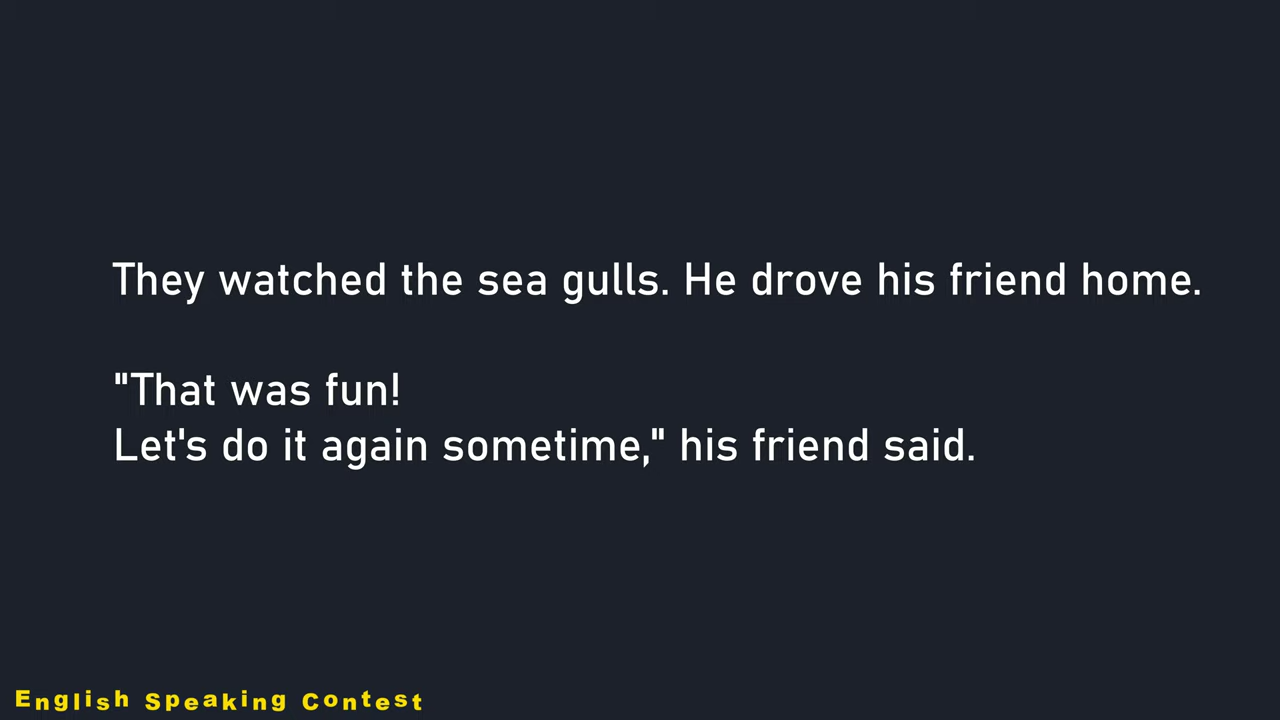 They watched the sea gulls. He drove his friend home.
"That was fun!
Let's do it again sometime," his friend said.
English Speaking Contest